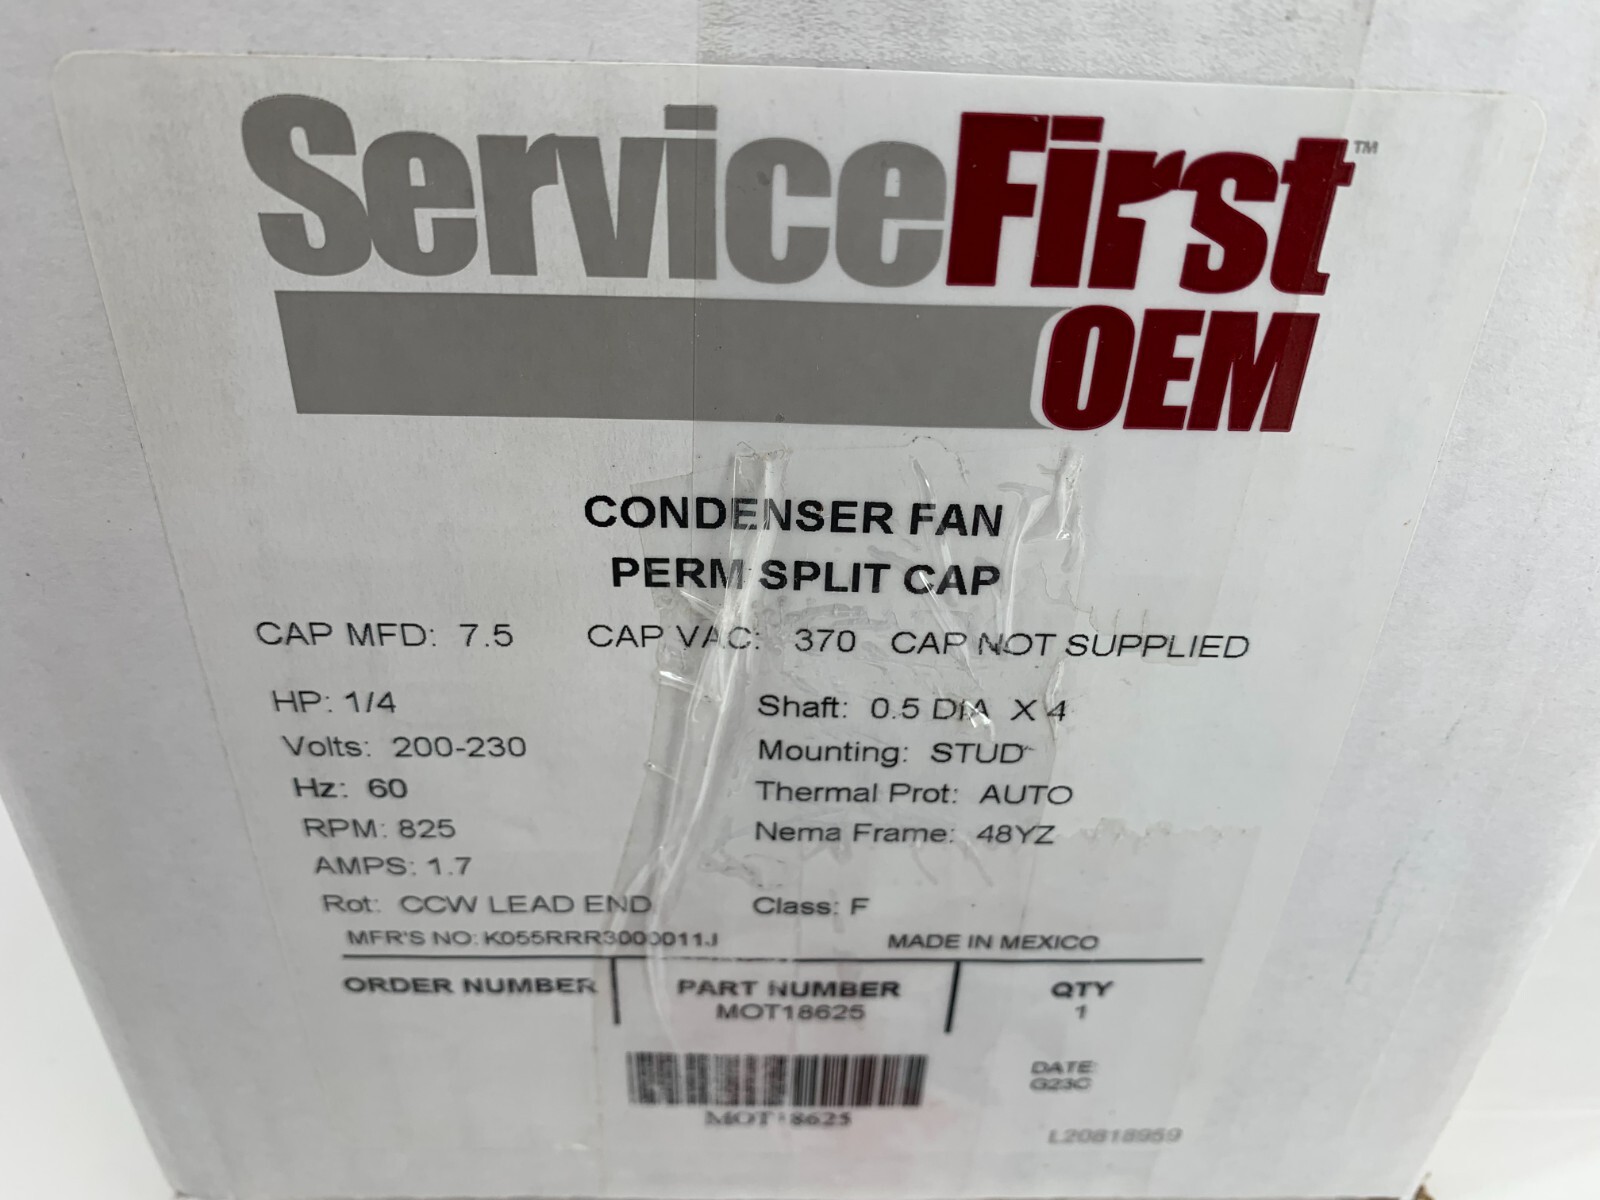 ServiceFirst™
OEM
CONDENSER FAN
PERM SPLIT CAP
CAP MFD: 7.5 CAP VAC: 370 CAP NOT SUPPLIED
HP: 1/4 Shaft: 0.5 DIA X 4
Volts: 200-230 Mounting: STUD
Hz: 60 Thermal Prot: AUTO
RPM: 825 Nema Frame: 48YZ
AMPS: 1.7
Rot: CCW LEAD END Class: F
MFR'S NO: K055RRR3000011J MADE IN MEXICO
ORDER NUMBER PART NUMBER QTY
MOT18625 1
DATE:
G23C
MOT18625
L20818959